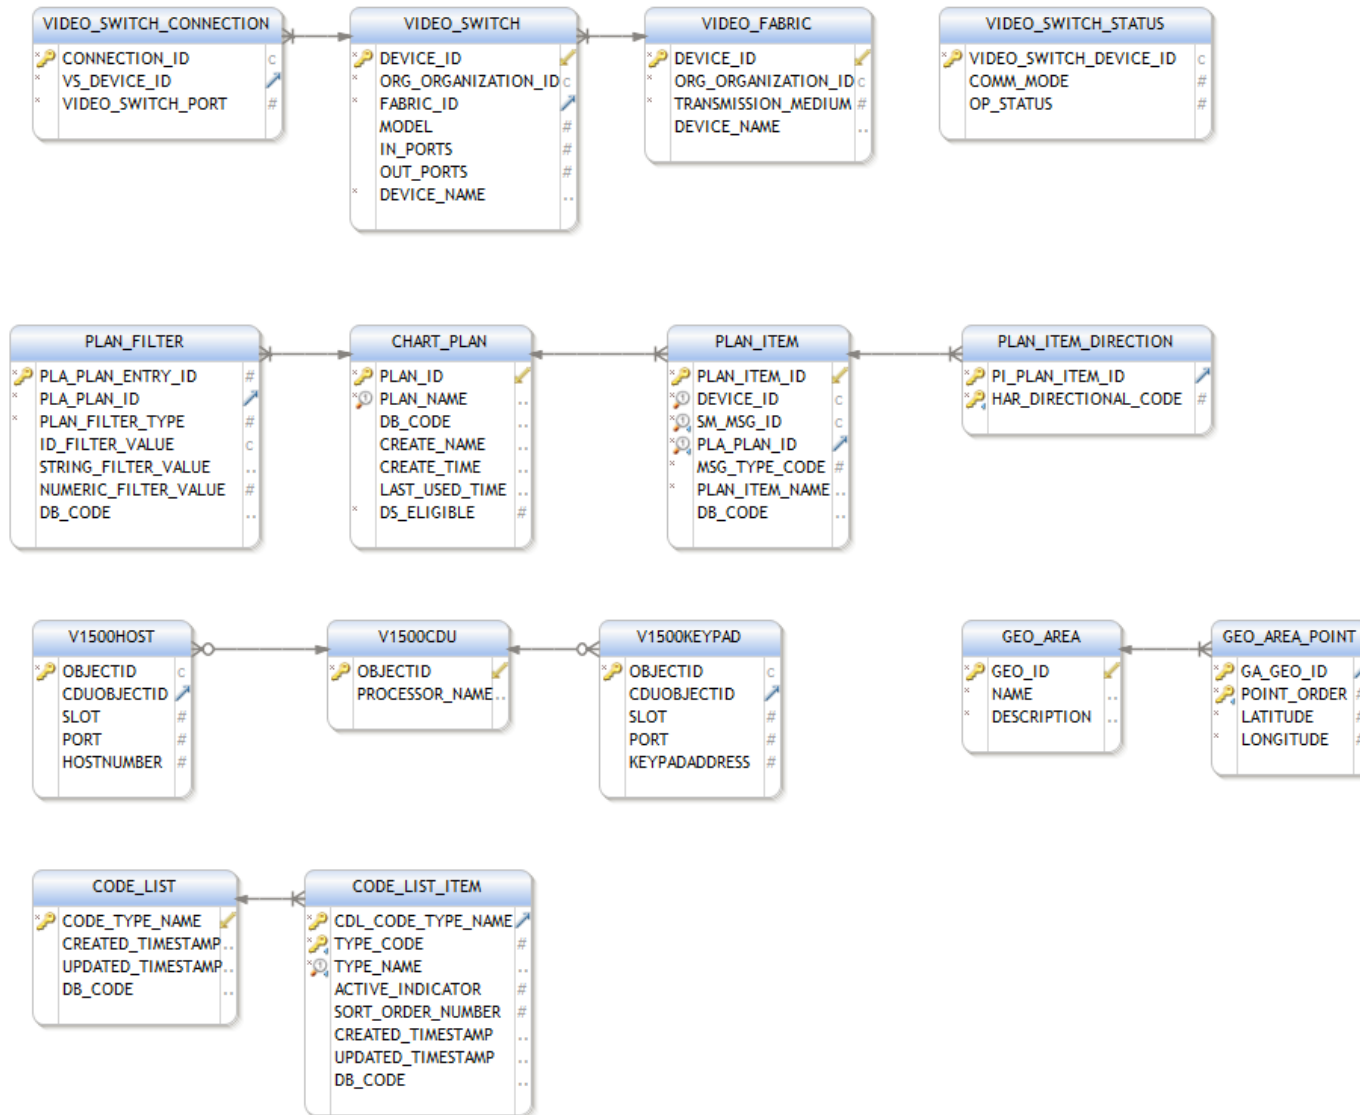 VIDEO_SWITCH_CONNECTION
CONNECTION_ID c
VS_DEVICE_ID
VIDEO_SWITCH_PORT #
VIDEO_SWITCH
DEVICE_ID
ORG_ORGANIZATION_ID c
FABRIC_ID
MODEL #
IN_PORTS #
OUT_PORTS #
DEVICE_NAME ..
VIDEO_FABRIC
DEVICE_ID
ORG_ORGANIZATION_ID c
TRANSMISSION_MEDIUM #
DEVICE_NAME ..
VIDEO_SWITCH_STATUS
VIDEO_SWITCH_DEVICE_ID c
COMM_MODE #
OP_STATUS #
PLAN_FILTER
PLA_PLAN_ENTRY_ID #
PLA_PLAN_ID
PLAN_FILTER_TYPE #
ID_FILTER_VALUE c
STRING_FILTER_VALUE ..
NUMERIC_FILTER_VALUE #
DB_CODE ..
CHART_PLAN
PLAN_ID
PLAN_NAME ..
DB_CODE ..
CREATE_NAME ..
CREATE_TIME ..
LAST_USED_TIME ..
DS_ELIGIBLE #
PLAN_ITEM
PLAN_ITEM_ID
DEVICE_ID c
SM_MSG_ID c
PLA_PLAN_ID
MSG_TYPE_CODE #
PLAN_ITEM_NAME ..
DB_CODE ..
PLAN_ITEM_DIRECTION
PI_PLAN_ITEM_ID
HAR_DIRECTIONAL_CODE #
V1500HOST
OBJECTID c
CDUOBJECTID
SLOT #
PORT #
HOSTNUMBER #
V1500CDU
OBJECTID
PROCESSOR_NAME ..
V1500KEYPAD
OBJECTID c
CDUOBJECTID
SLOT #
PORT #
KEYPADADDRESS #
GEO_AREA
GEO_ID
NAME ..
DESCRIPTION ..
GEO_AREA_POINT
GA_GEO_ID
POINT_ORDER #
LATITUDE #
LONGITUDE #
CODE_LIST
CODE_TYPE_NAME
CREATED_TIMESTAMP ..
UPDATED_TIMESTAMP ..
DB_CODE ..
CODE_LIST_ITEM
CDL_CODE_TYPE_NAME
TYPE_CODE #
TYPE_NAME ..
ACTIVE_INDICATOR #
SORT_ORDER_NUMBER #
CREATED_TIMESTAMP ..
UPDATED_TIMESTAMP ..
DB_CODE ..